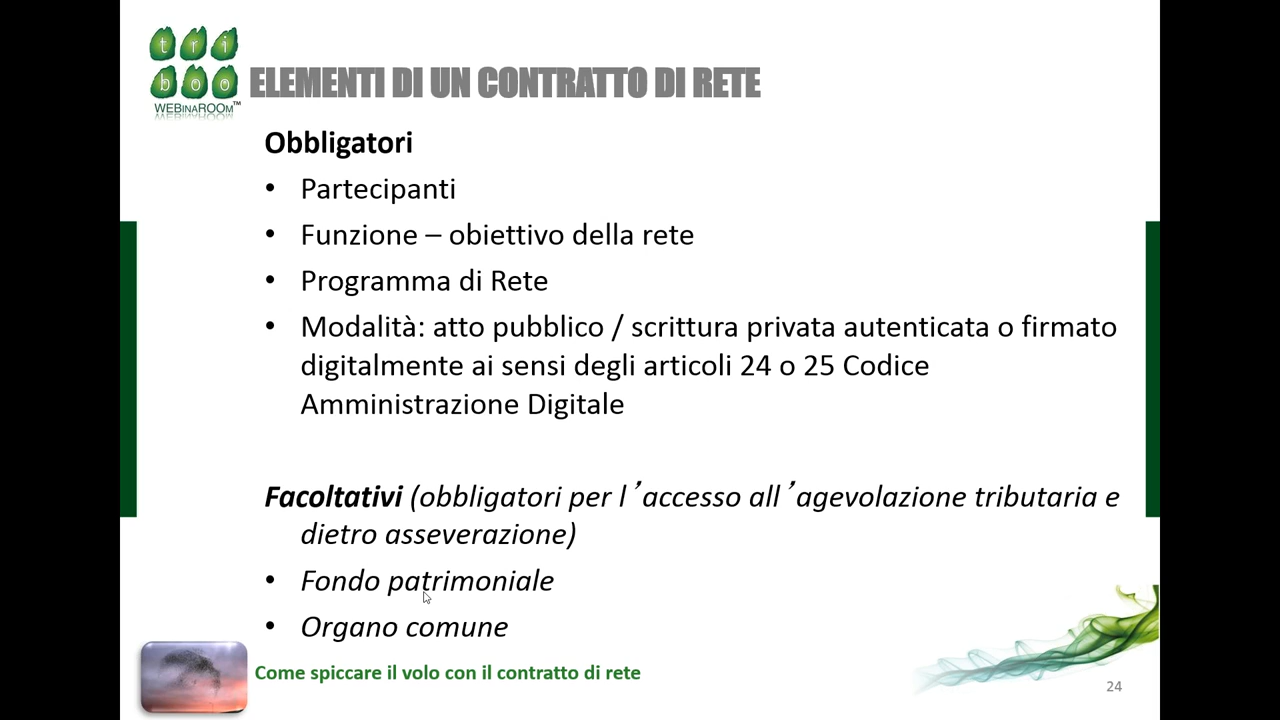 tri
boo
WEBINAROOM™
ELEMENTI DI UN CONTRATTO DI RETE
Obbligatori
• Partecipanti
• Funzione – obiettivo della rete
• Programma di Rete
• Modalità: atto pubblico / scrittura privata autenticata o firmato
digitalmente ai sensi degli articoli 24 o 25 Codice
Amministrazione Digitale
Facoltativi (obbligatori per l’accesso all’agevolazione tributaria e
dietro asseverazione)
• Fondo patrimoniale
• Organo comune
Come spiccare il volo con il contratto di rete
24